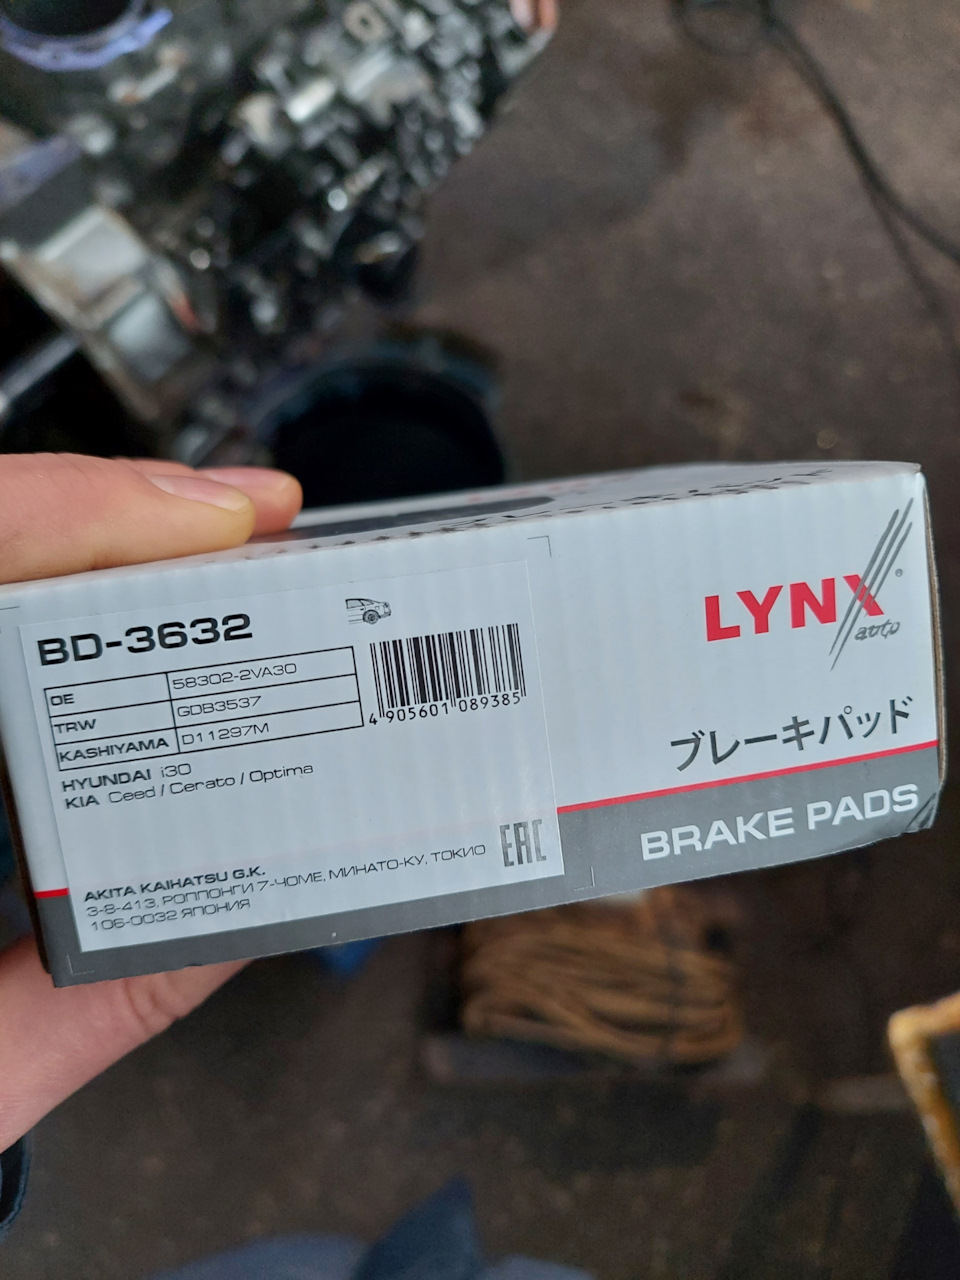 BD-3632
OE 58302-2VA30
TRW GDB3537
KASHIYAMA D11297M
4 905601 089385
HYUNDAI i30
KIA Ceed / Cerato / Optima
AKITA KAIHATSU G.K.
3-8-413, РОППОНГИ 7-ЧОМЕ, МИНАТО-КУ, ТОКИО
106-0032 ЯПОНИЯ
EAC
LYNX®
auto
ブレーキパッド
BRAKE PADS